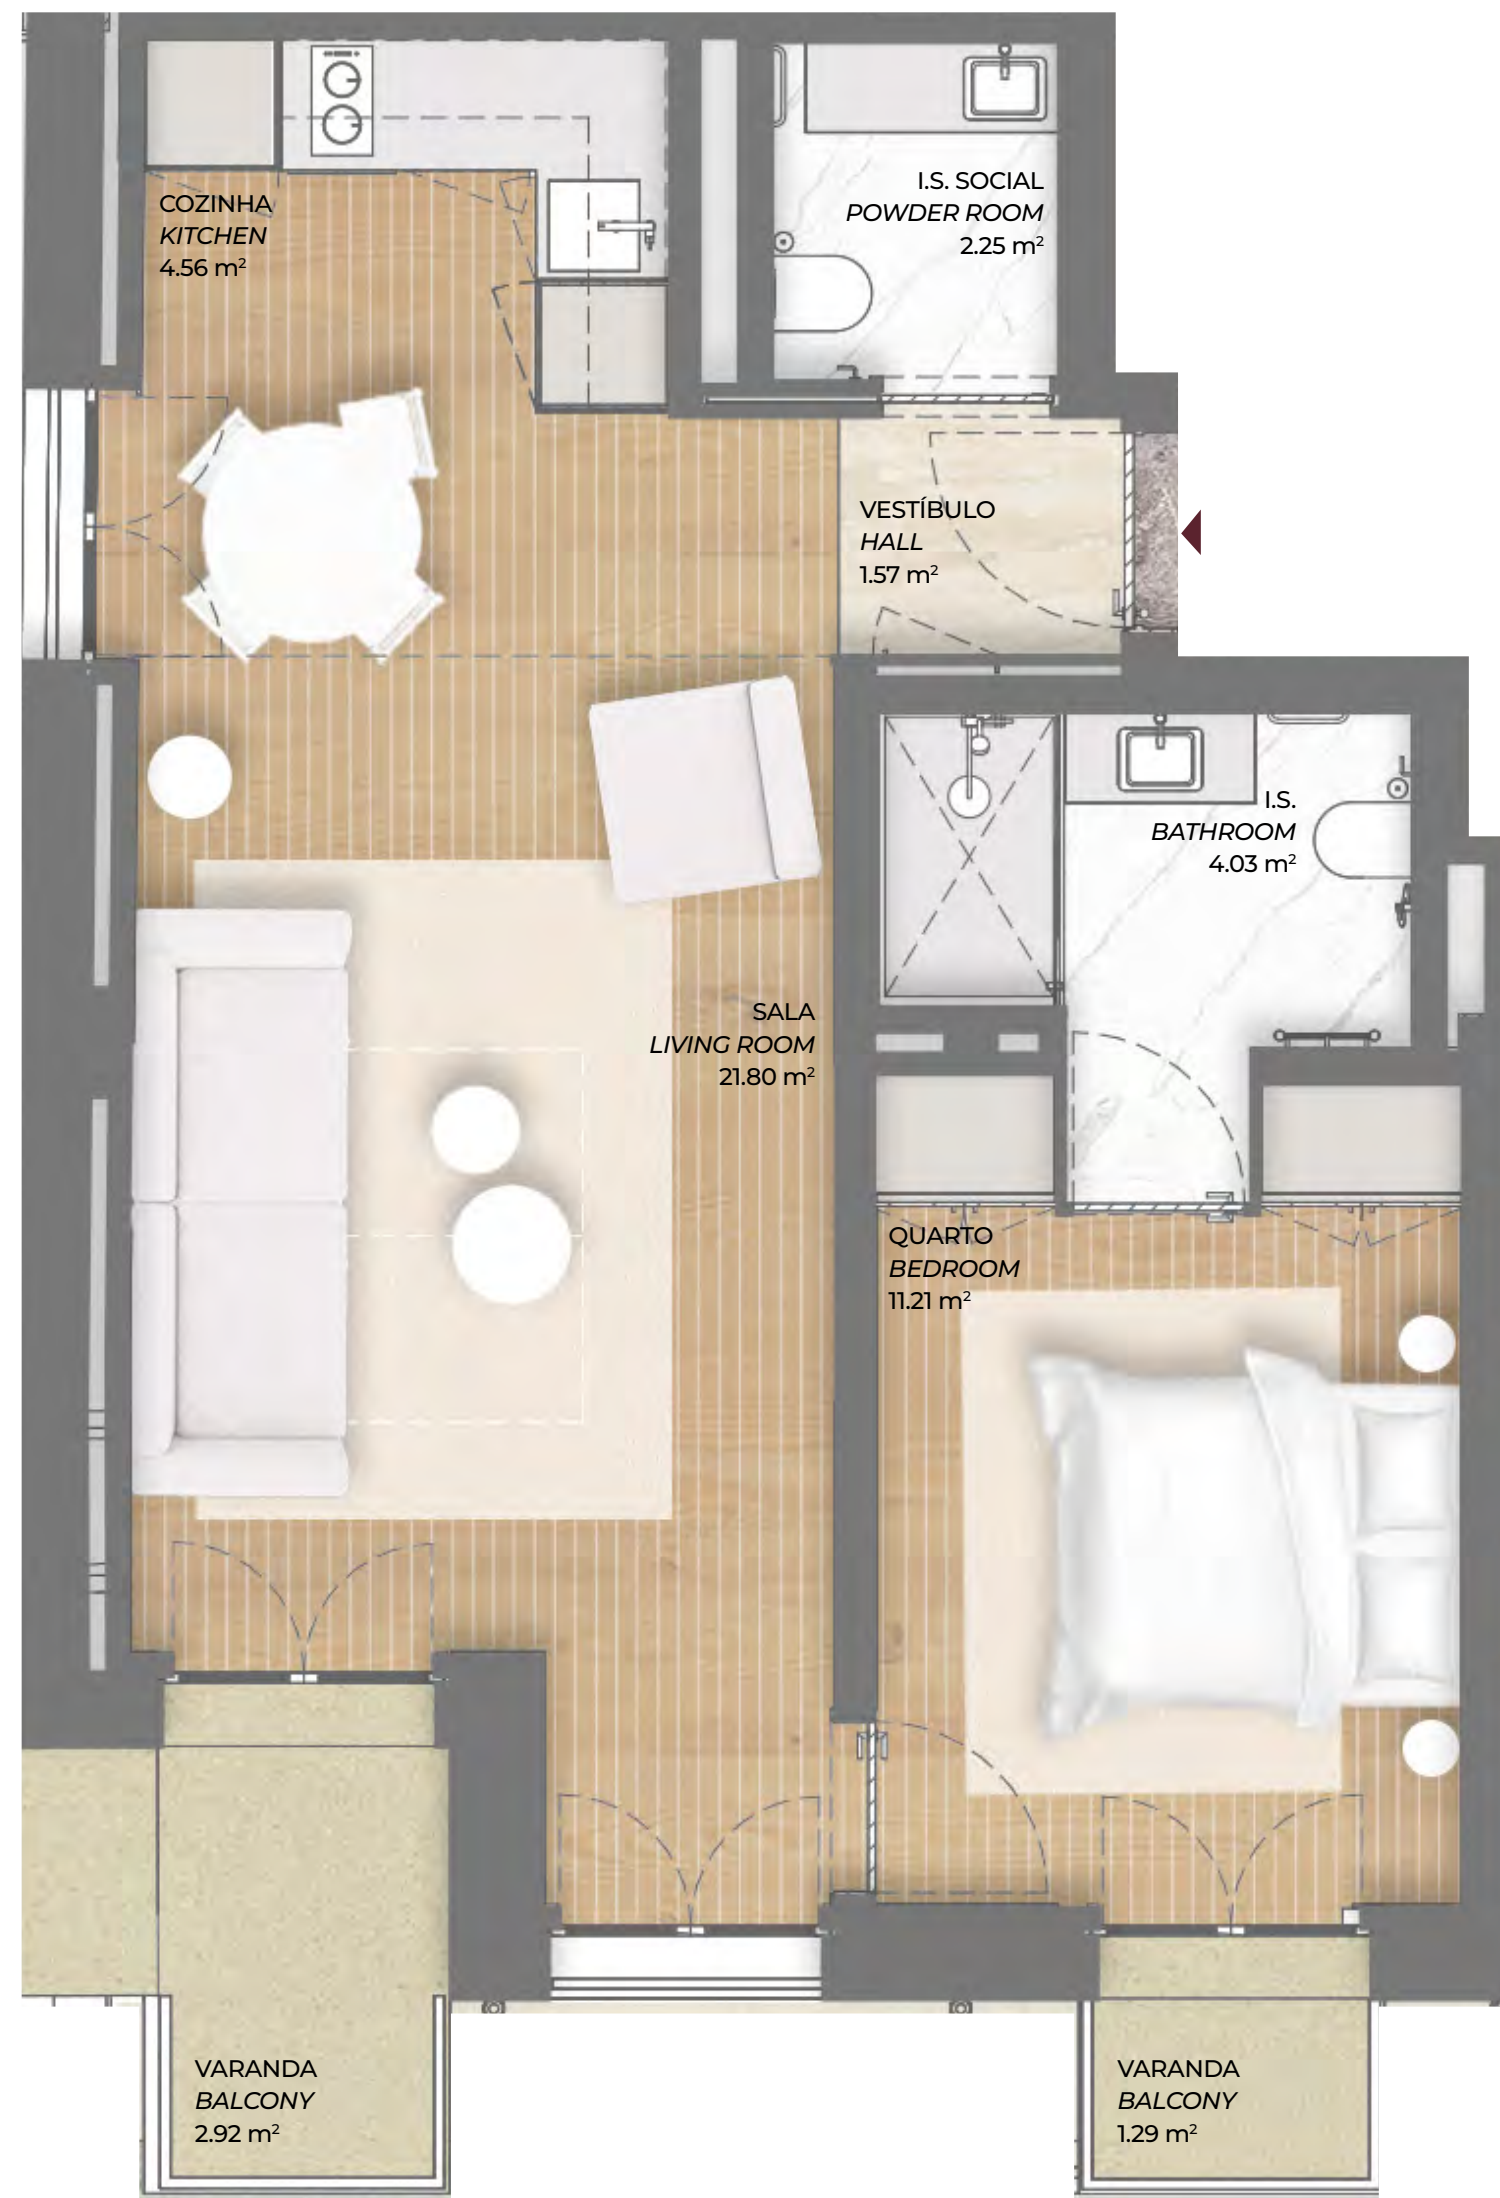 COZINHA
KITCHEN
4.56 m²
I.S. SOCIAL
POWDER ROOM
2.25 m²
VESTÍBULO
HALL
1.57 m²
I.S.
BATHROOM
4.03 m²
SALA
LIVING ROOM
21.80 m²
QUARTO
BEDROOM
11.21 m²
VARANDA
BALCONY
2.92 m²
VARANDA
BALCONY
1.29 m²